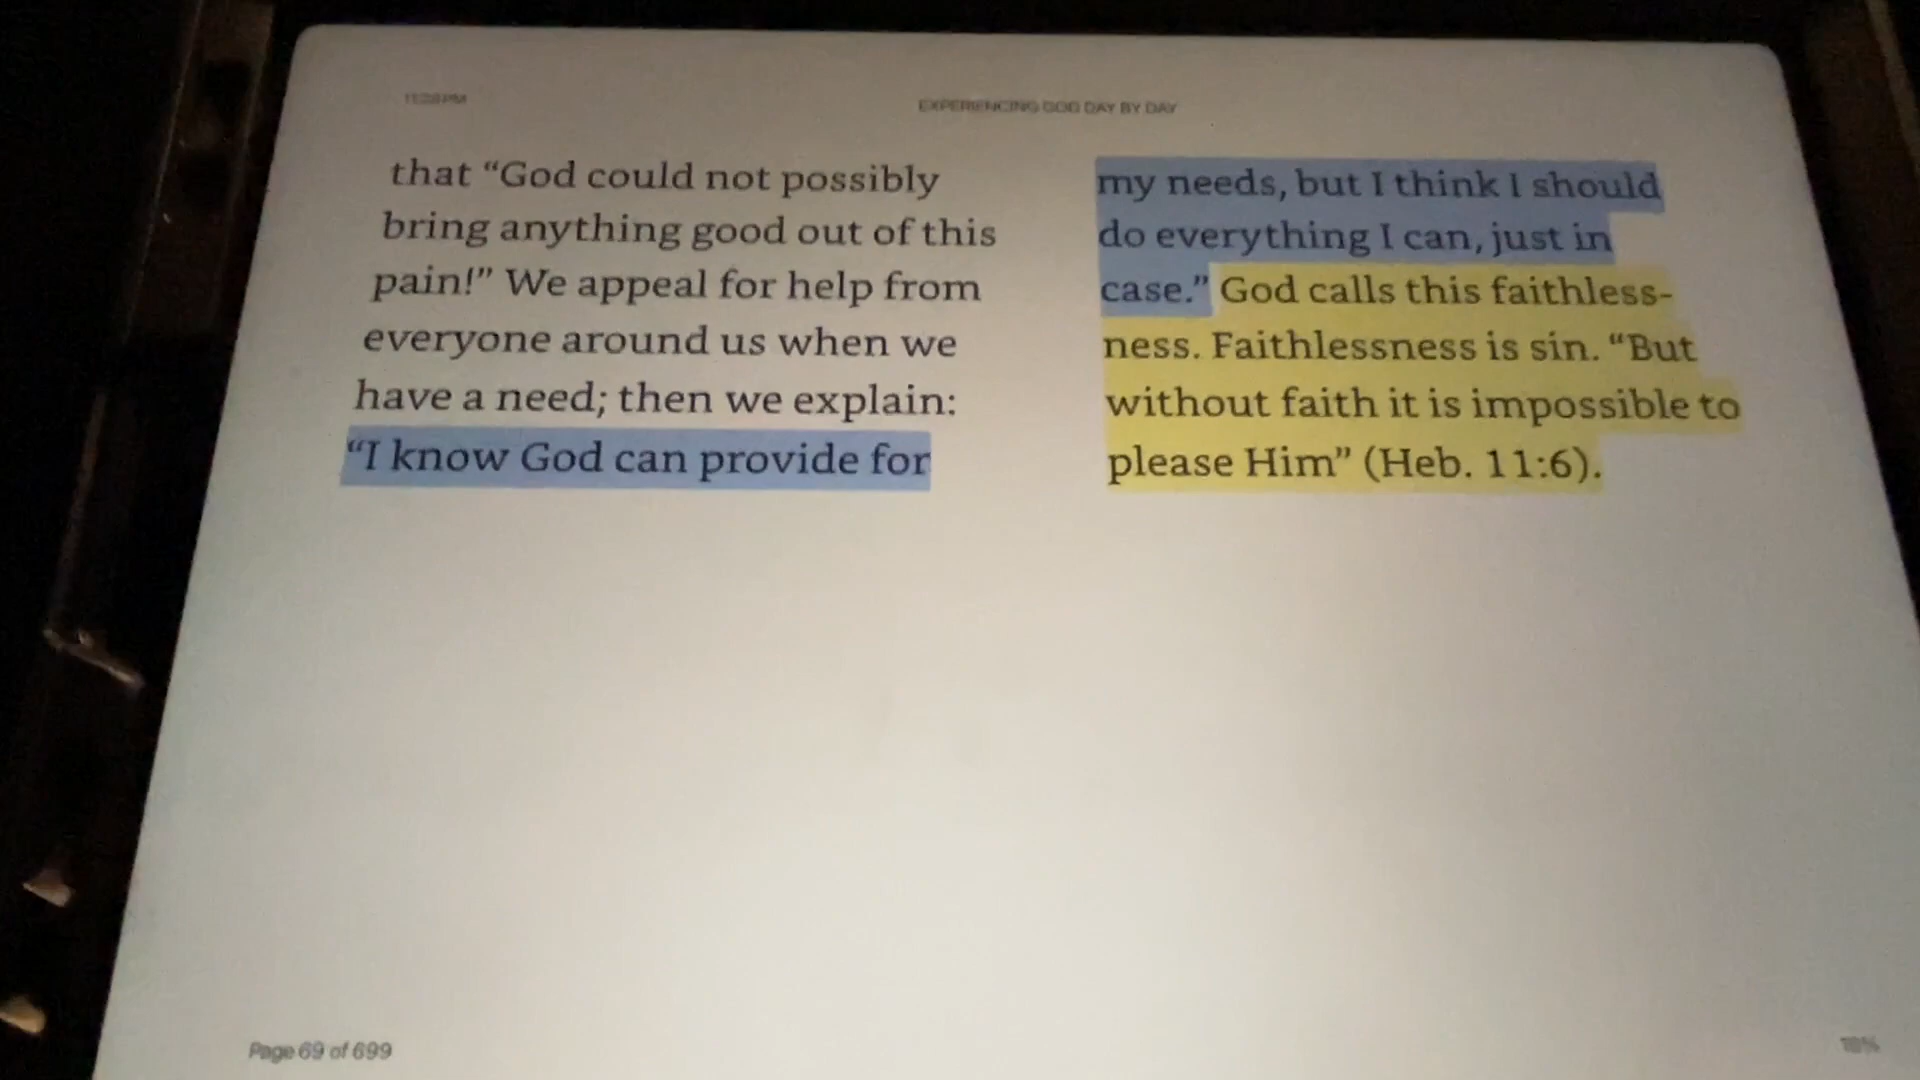 11:28 PM
EXPERIENCING GOD DAY BY DAY
that “God could not possibly
bring anything good out of this
pain!” We appeal for help from
everyone around us when we
have a need; then we explain:
“I know God can provide for
my needs, but I think I should
do everything I can, just in
case.” God calls this faithless-
ness. Faithlessness is sin. “But
without faith it is impossible to
please Him” (Heb. 11:6).
Page 69 of 699